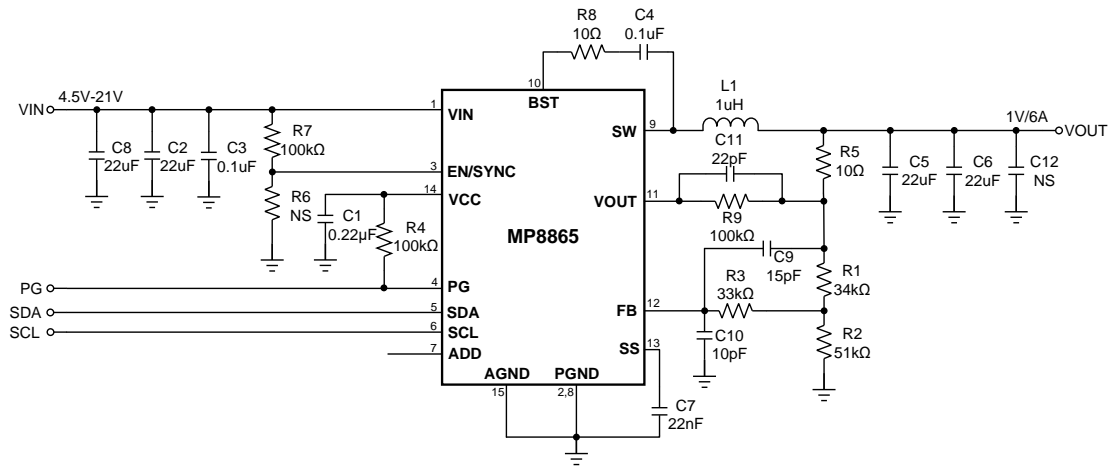 R8
10Ω
C4
0.1uF
10
BST
VIN
4.5V-21V
1
VIN
L1
1uH
SW
9
1V/6A
VOUT
C8
22uF
C2
22uF
C3
0.1uF
R7
100kΩ
C11
22pF
R5
10Ω
C5
22uF
C6
22uF
C12
NS
3
EN/SYNC
14
VCC
R6
NS
C1
0.22µF
R4
100kΩ
VOUT
11
R9
100kΩ
MP8865
C9
15pF
R1
34kΩ
PG
4
PG
R3
33kΩ
FB
12
SDA
5
SDA
SCL
6
SCL
C10
10pF
R2
51kΩ
7
ADD
SS
13
AGND
PGND
15
2,8
C7
22nF